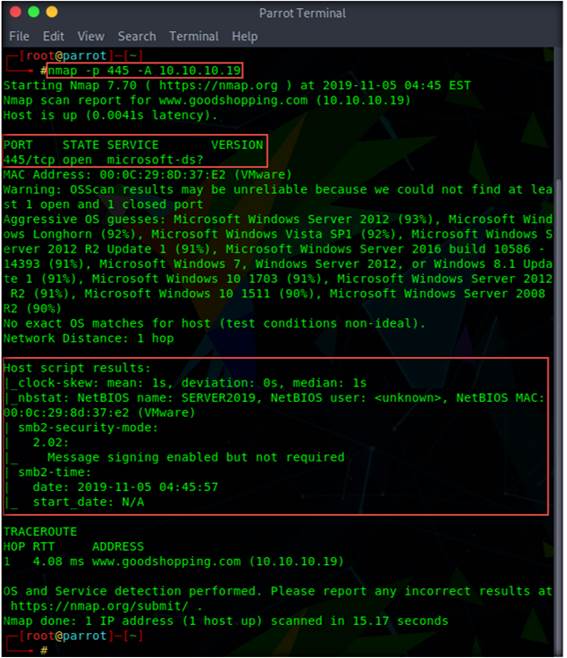 Parrot Terminal
File Edit View Search Terminal Help
[root@parrot]-[~]
#nmap -p 445 -A 10.10.10.19
Starting Nmap 7.70 ( https://nmap.org ) at 2019-11-05 04:45 EST
Nmap scan report for www.goodshopping.com (10.10.10.19)
Host is up (0.0041s latency).
PORT STATE SERVICE VERSION
445/tcp open microsoft-ds?
MAC Address: 00:0C:29:8D:37:E2 (VMware)
Warning: OSScan results may be unreliable because we could not find at lea
st 1 open and 1 closed port
Aggressive OS guesses: Microsoft Windows Server 2012 (93%), Microsoft Wind
ows Longhorn (92%), Microsoft Windows Vista SP1 (92%), Microsoft Windows S
erver 2012 R2 Update 1 (91%), Microsoft Windows Server 2016 build 10586 -
14393 (91%), Microsoft Windows 7, Windows Server 2012, or Windows 8.1 Upda
te 1 (91%), Microsoft Windows 10 1703 (91%), Microsoft Windows Server 2012
R2 (91%), Microsoft Windows 10 1511 (90%), Microsoft Windows Server 2008
R2 (90%)
No exact OS matches for host (test conditions non-ideal).
Network Distance: 1 hop
Host script results:
|_clock-skew: mean: 1s, deviation: 0s, median: 1s
|_nbstat: NetBIOS name: SERVER2019, NetBIOS user: <unknown>, NetBIOS MAC:
00:0c:29:8d:37:e2 (VMware)
| smb2-security-mode:
|   2.02:
|_    Message signing enabled but not required
| smb2-time:
|   date: 2019-11-05 04:45:57
|_  start_date: N/A
TRACEROUTE
HOP RTT ADDRESS
1 4.08 ms www.goodshopping.com (10.10.10.19)
OS and Service detection performed. Please report any incorrect results at
https://nmap.org/submit/ .
Nmap done: 1 IP address (1 host up) scanned in 15.17 seconds
[root@parrot]-[~]
#